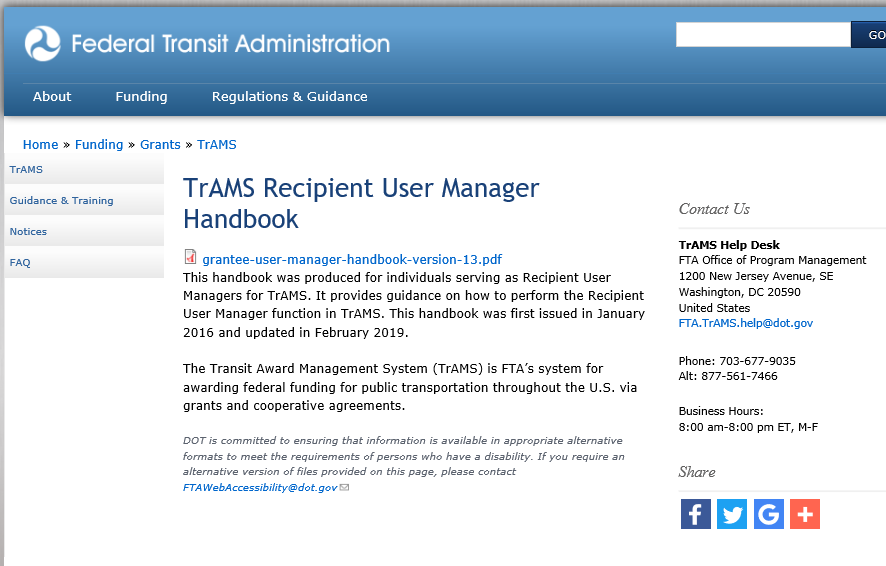 Federal Transit Administration
GO
About Funding Regulations & Guidance
Home » Funding » Grants » TrAMS
TrAMS
Guidance & Training
Notices
FAQ
TrAMS Recipient User Manager
Handbook
grantee-user-manager-handbook-version-13.pdf
This handbook was produced for individuals serving as Recipient User
Managers for TrAMS. It provides guidance on how to perform the Recipient
User Manager function in TrAMS. This handbook was first issued in January
2016 and updated in February 2019.
The Transit Award Management System (TrAMS) is FTA's system for
awarding federal funding for public transportation throughout the U.S. via
grants and cooperative agreements.
DOT is committed to ensuring that information is available in appropriate alternative
formats to meet the requirements of persons who have a disability. If you require an
alternative version of files provided on this page, please contact
FTAWebAccessibility@dot.gov
Contact Us
TrAMS Help Desk
FTA Office of Program Management
1200 New Jersey Avenue, SE
Washington, DC 20590
United States
FTA.TrAMS.help@dot.gov
Phone: 703-677-9035
Alt: 877-561-7466
Business Hours:
8:00 am-8:00 pm ET, M-F
Share